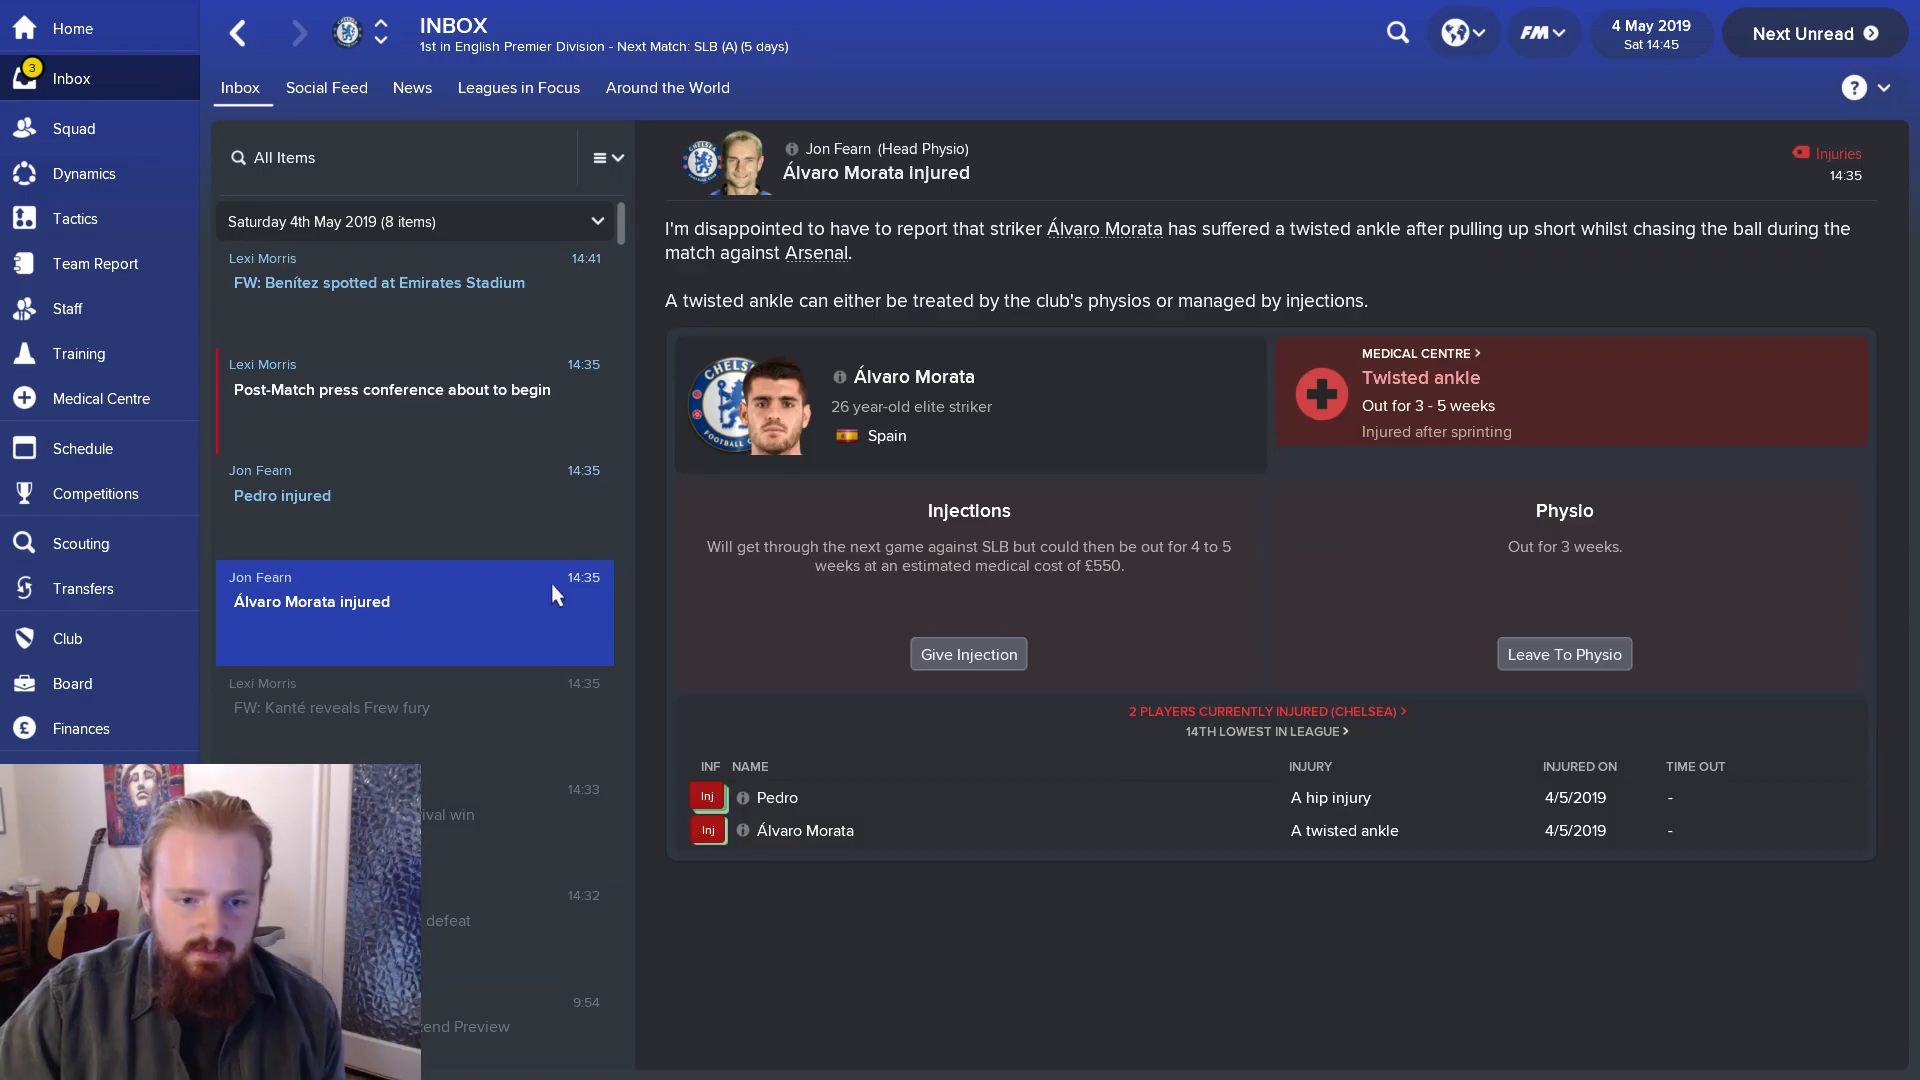 Home
3
Inbox
Squad
Dynamics
Tactics
Team Report
Staff
Training
Medical Centre
Schedule
Competitions
Scouting
Transfers
Club
Board
Finances
INBOX
1st in English Premier Division - Next Match: SLB (A) (5 days)
FM
4 May 2019
Sat 14:45
Next Unread
Inbox
Social Feed
News
Leagues in Focus
Around the World
?
All Items
Saturday 4th May 2019 (8 items)
Lexi Morris 14:41
FW: Benítez spotted at Emirates Stadium
Lexi Morris 14:35
Post-Match press conference about to begin
Jon Fearn 14:35
Pedro injured
Jon Fearn 14:35
Álvaro Morata injured
Lexi Morris 14:35
FW: Kanté reveals Frew fury
14:33
ival win
14:32
defeat
9:54
end Preview
Jon Fearn (Head Physio)
Álvaro Morata injured
Injuries
14:35
I'm disappointed to have to report that striker Álvaro Morata has suffered a twisted ankle after pulling up short whilst chasing the ball during the
match against Arsenal.
A twisted ankle can either be treated by the club's physios or managed by injections.
Álvaro Morata
26 year-old elite striker
Spain
MEDICAL CENTRE >
Twisted ankle
Out for 3 - 5 weeks
Injured after sprinting
Injections
Will get through the next game against SLB but could then be out for 4 to 5
weeks at an estimated medical cost of £550.
Give Injection
Physio
Out for 3 weeks.
Leave To Physio
2 PLAYERS CURRENTLY INJURED (CHELSEA) >
14TH LOWEST IN LEAGUE >
INF NAME INJURY INJURED ON TIME OUT
Inj Pedro A hip injury 4/5/2019 -
Inj Álvaro Morata A twisted ankle 4/5/2019 -